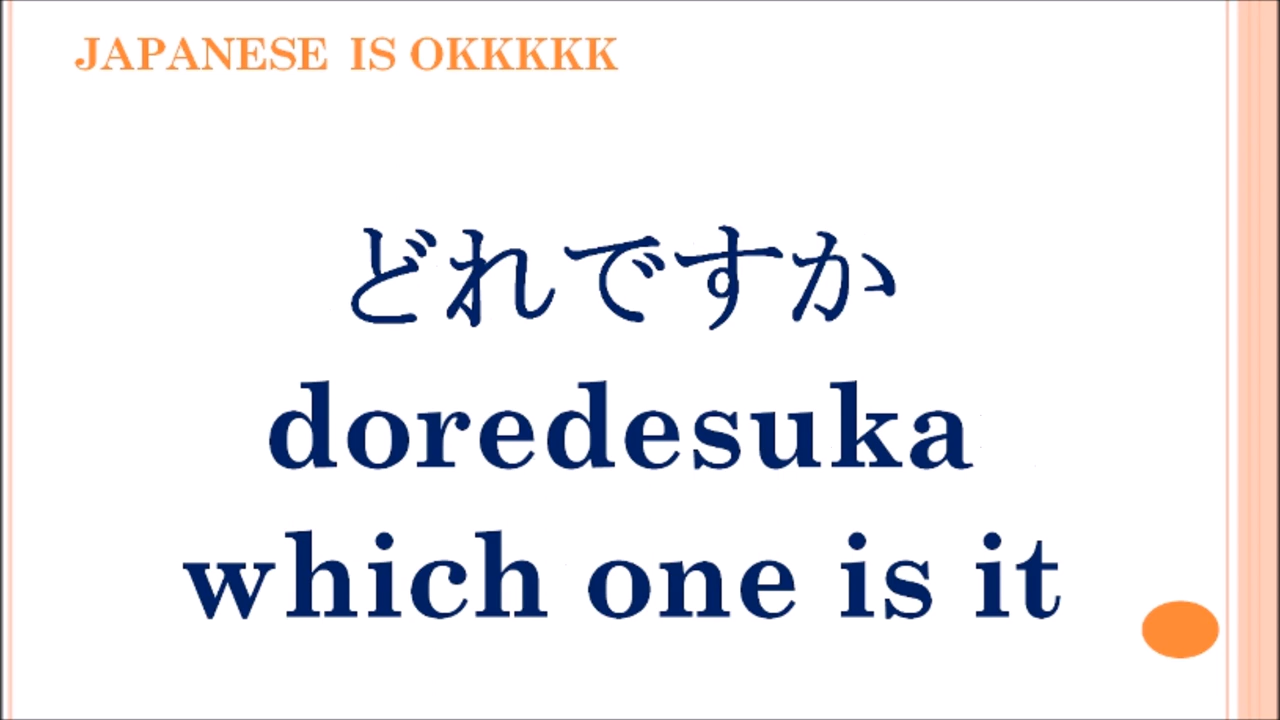 JAPANESE IS OKKKKK
どれですか
doredesuka
which one is it